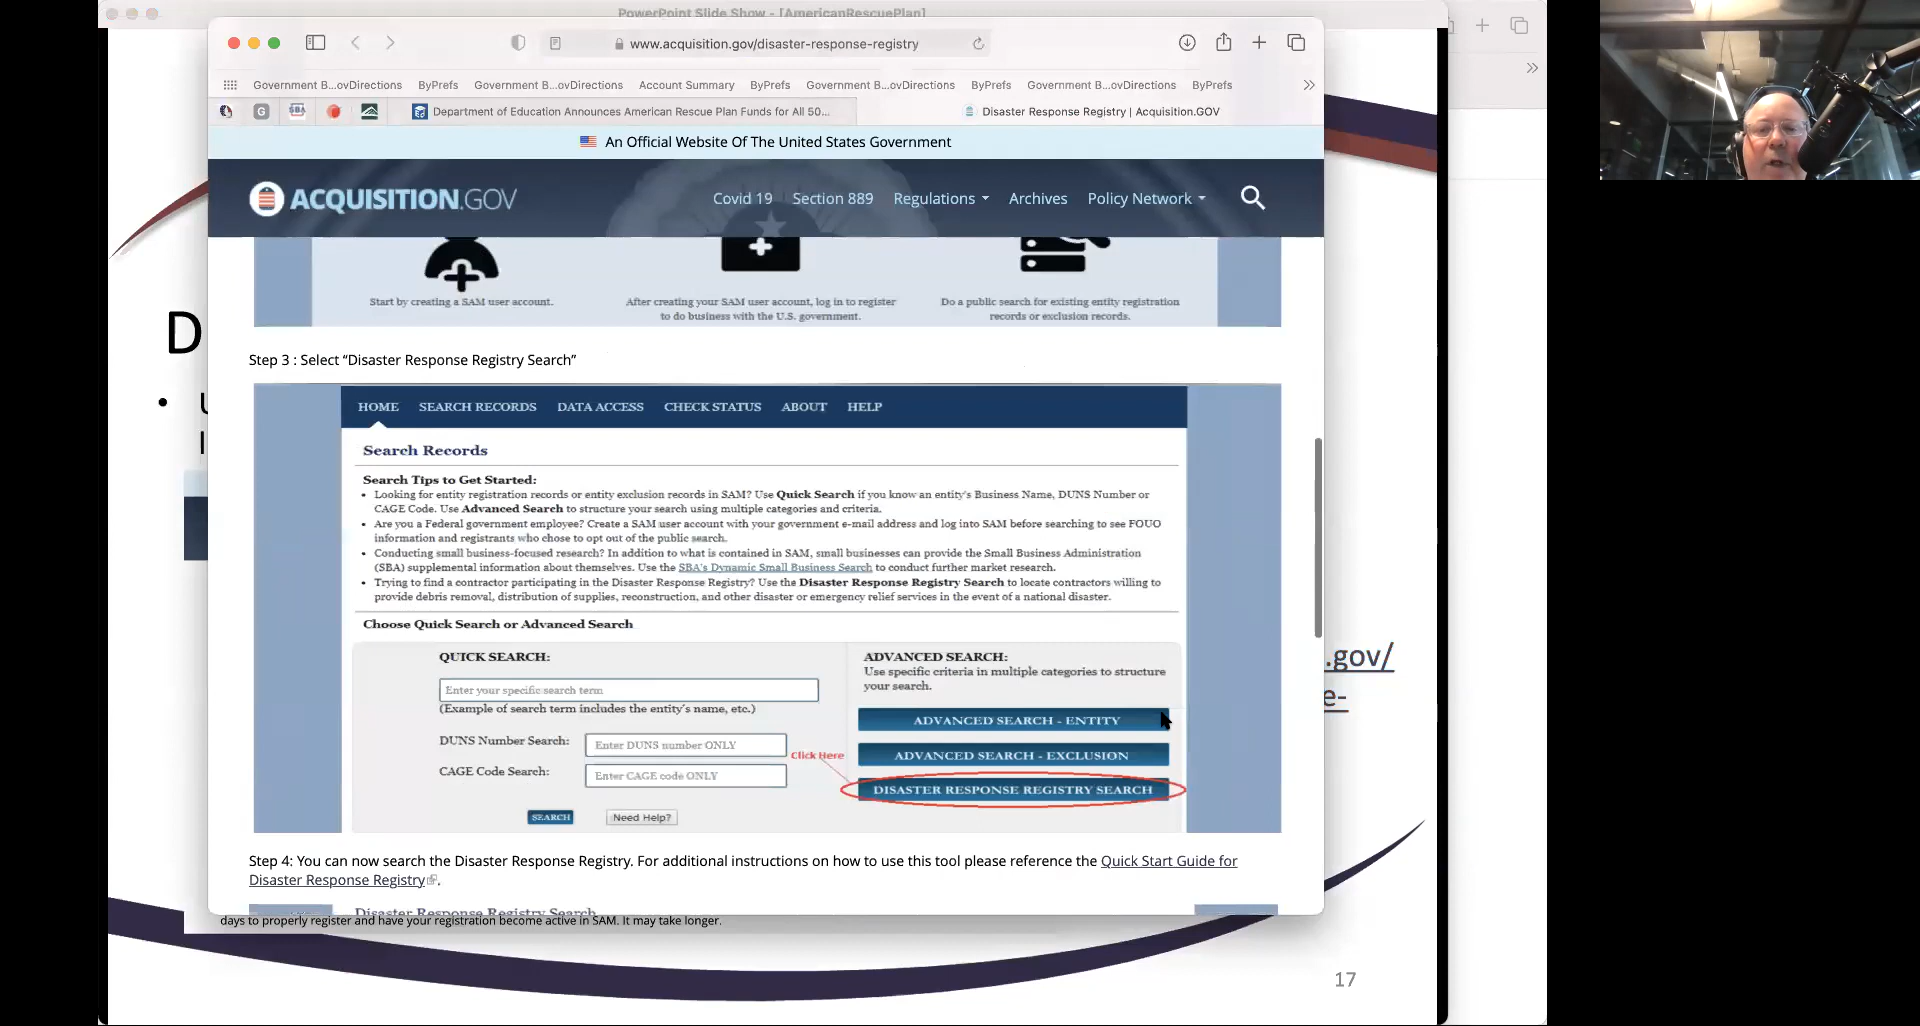 PowerPoint Slide Show - [AmericanRescuePlan]
www.acquisition.gov/disaster-response-registry
Government B...ovDirections ByPrefs Government B...ovDirections Account Summary ByPrefs Government B...ovDirections ByPrefs Government B...ovDirections ByPrefs
G SBA Department of Education Announces American Rescue Plan Funds for All 50... Disaster Response Registry | Acquisition.GOV
An Official Website Of The United States Government
ACQUISITION.GOV Covid 19 Section 889 Regulations Archives Policy Network
Start by creating a SAM user account. 
After creating your SAM user account, log in to register
to do business with the U.S. government.
Do a public search for existing entity registration
records or exclusion records.
D
Step 3 : Select “Disaster Response Registry Search”
HOME SEARCH RECORDS DATA ACCESS CHECK STATUS ABOUT HELP
Search Records
Search Tips to Get Started:
• Looking for entity registration records or entity exclusion records in SAM? Use Quick Search if you know an entity's Business Name, DUNS Number or
CAGE Code. Use Advanced Search to structure your search using multiple categories and criteria.
• Are you a Federal government employee? Create a SAM user account with your government e-mail address and log into SAM before searching to see FOUO
information and registrants who chose to opt out of the public search.
• Conducting small business-focused research? In addition to what is contained in SAM, small businesses can provide the Small Business Administration
(SBA) supplemental information about themselves. Use the SBA's Dynamic Small Business Search to conduct further market research.
• Trying to find a contractor participating in the Disaster Response Registry? Use the Disaster Response Registry Search to locate contractors willing to
provide debris removal, distribution of supplies, reconstruction, and other disaster or emergency relief services in the event of a national disaster.
Choose Quick Search or Advanced Search
QUICK SEARCH:
Enter your specific search term
(Example of search term includes the entity's name, etc.)
DUNS Number Search: Enter DUNS number ONLY
CAGE Code Search: Enter CAGE code ONLY
SEARCH Need Help?
Click Here
ADVANCED SEARCH:
Use specific criteria in multiple categories to structure
your search.
ADVANCED SEARCH - ENTITY
ADVANCED SEARCH - EXCLUSION
DISASTER RESPONSE REGISTRY SEARCH
.gov/
e-
Step 4: You can now search the Disaster Response Registry. For additional instructions on how to use this tool please reference the Quick Start Guide for
Disaster Response Registry.
Disaster Response Registry Search
days to properly register and have your registration become active in SAM. It may take longer.
17